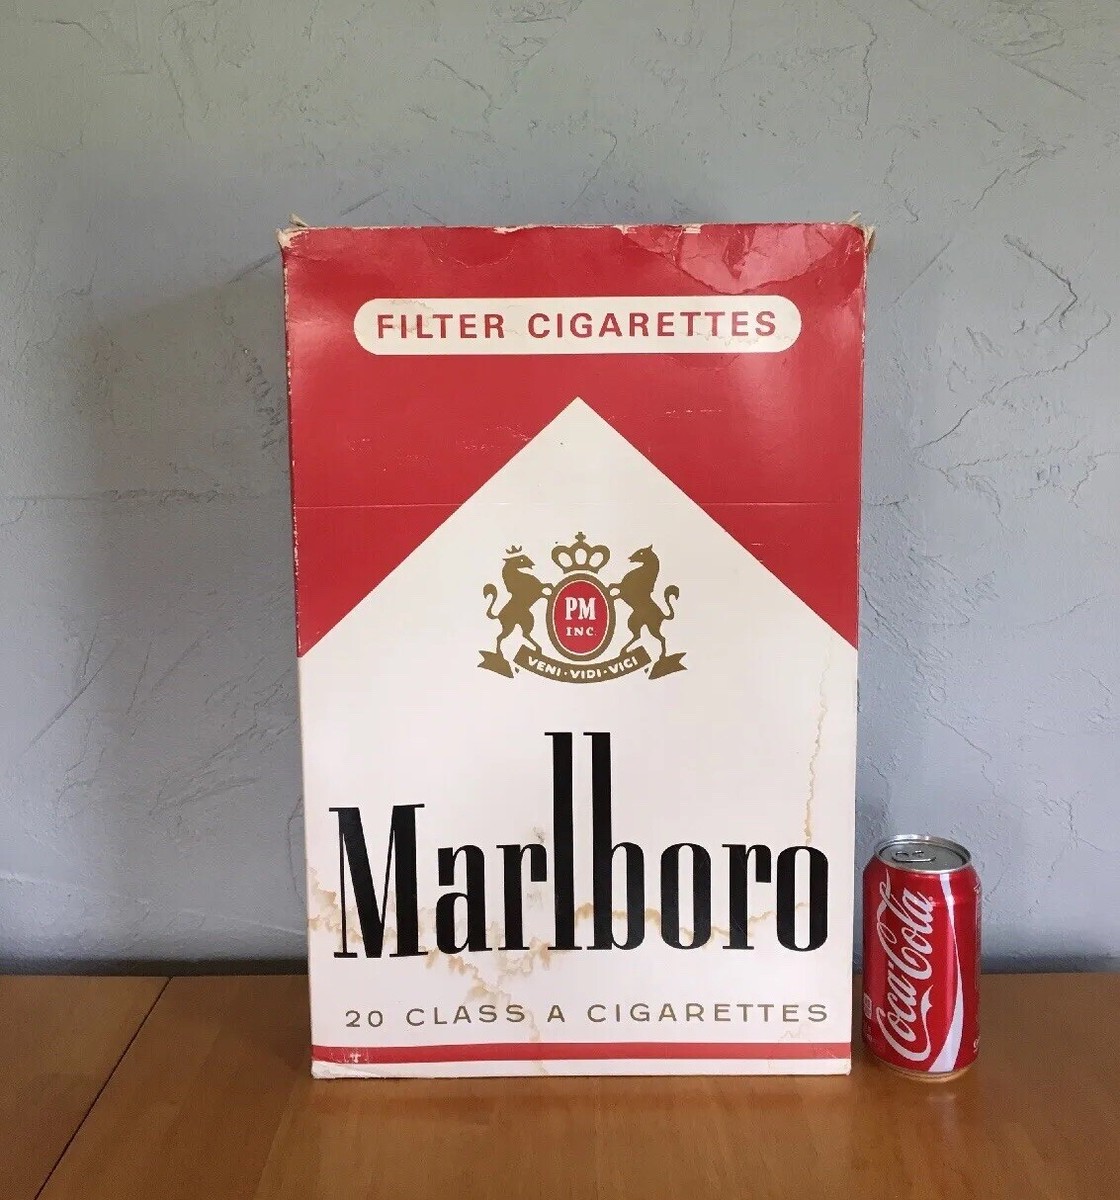 FILTER CIGARETTES
PM
INC
VENI·VIDI·VICI
Marlboro
20 CLASS A CIGARETTES
Coca-Cola